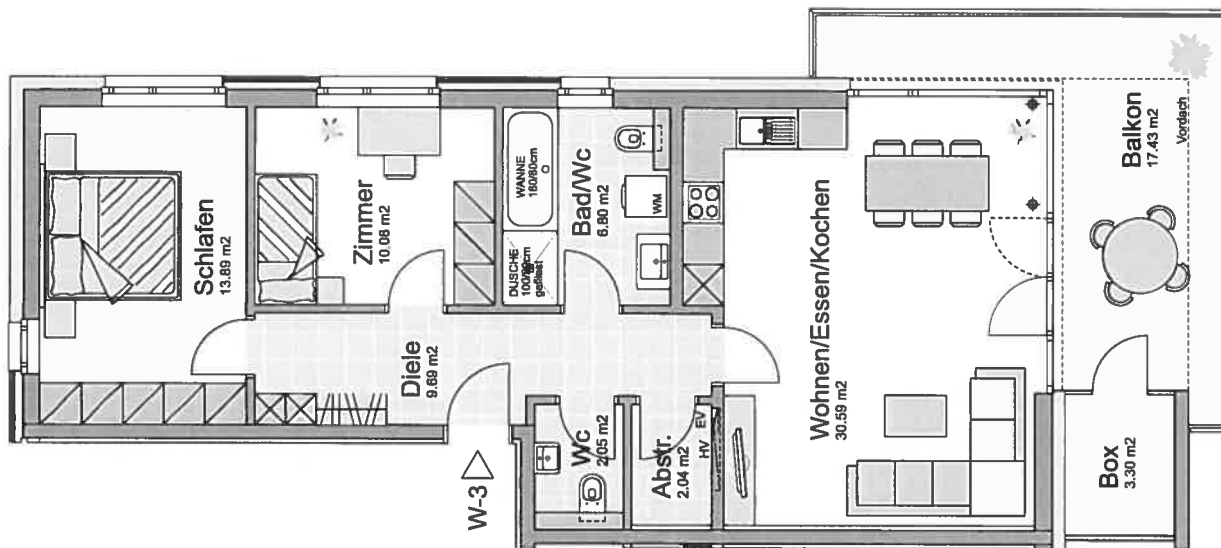 Schlafen
13.89 m2
Zimmer
10.08 m2
WANNE
180/80cm
DUSCHE
gefliest
Bad/Wc
6.80 m2
WM
Diele
9.69 m2
Wohnen/Essen/Kochen
30.59 m2
Balkon
17.43 m2
Vordach
W-3
Wc
2.05 m2
Abstr.
2.04 m2
HV
EV
Box
3.30 m2